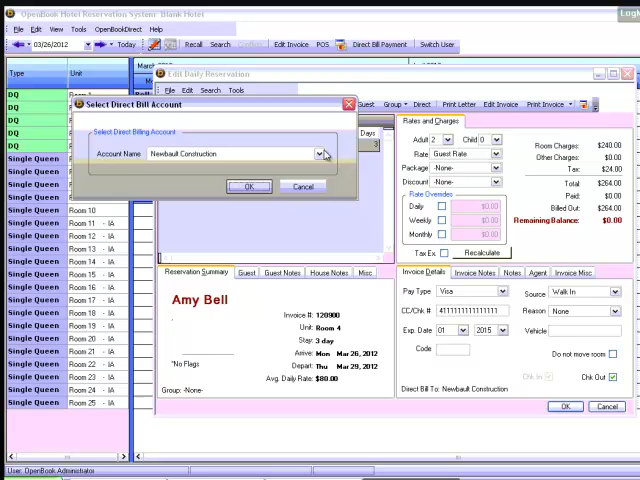 OpenBook Hotel Reservation System- Blank Hotel
LogM
File Edit View Tools OpenBookDirect Help
03/26/2012 Today Recall Search Edit Invoice POS Direct Bill Payment Switch User
Type Unit
March
Edit Daily Reservation
File Edit Search Tools
Guest Group Direct Print Letter Edit Invoice Print Invoice
Select Direct Bill Account
Select Direct Billing Account
Account Name Newbault Construction
OK Cancel
Days
3
DQ
DQ
DQ
DQ
DQ
Single Queen
Single Queen
Single Queen
Single Queen
Single Queen Room 10
Single Queen Room 11 - IA
Single Queen Room 12 - IA
Single Queen Room 13 - IA
Single Queen Room 14 - IA
Single Queen Room 15 - IA
Single Queen Room 16 - IA
Single Queen Room 17 - IA
Single Queen Room 18 - IA
Single Queen Room 19 - IA
Single Queen Room 20 - IA
Single Queen Room 21 - IA
Single Queen Room 22 - IA
Single Queen Room 23 - IA
Single Queen Room 24 - IA
Single Queen Room 25 - IA
Rates and Charges
Adult 2 Child 0
Rate Guest Rate
Package -None-
Discount -None-
Rate Overrides
Daily $0.00
Weekly $0.00
Monthly $0.00
Tax Ex. Recalculate
Room Charges: $240.00
Other Charges: $0.00
Tax: $24.00
Total: $264.00
Paid: $0.00
Billed Out: $264.00
Remaining Balance: $0.00
Reservation Summary Guest Guest Notes House Notes Misc
Amy Bell
Invoice #: 120900
Unit: Room 4
Stay: 3 day
Arrive: Mon Mar 26, 2012
Depart: Thu Mar 29, 2012
Avg. Daily Rate: $80.00
*No Flags
Group: -None-
Invoice Details Invoice Notes Notes Agent Invoice Misc
Pay Type Visa
CC/Chk # 4111111111111111
Exp. Date 01 2015
Code
Source Walk In
Reason None
Vehicle
Do not move room
Chk In Chk Out
Direct Bill To: Newbault Construction
OK Cancel
User: OpenBook Administrator